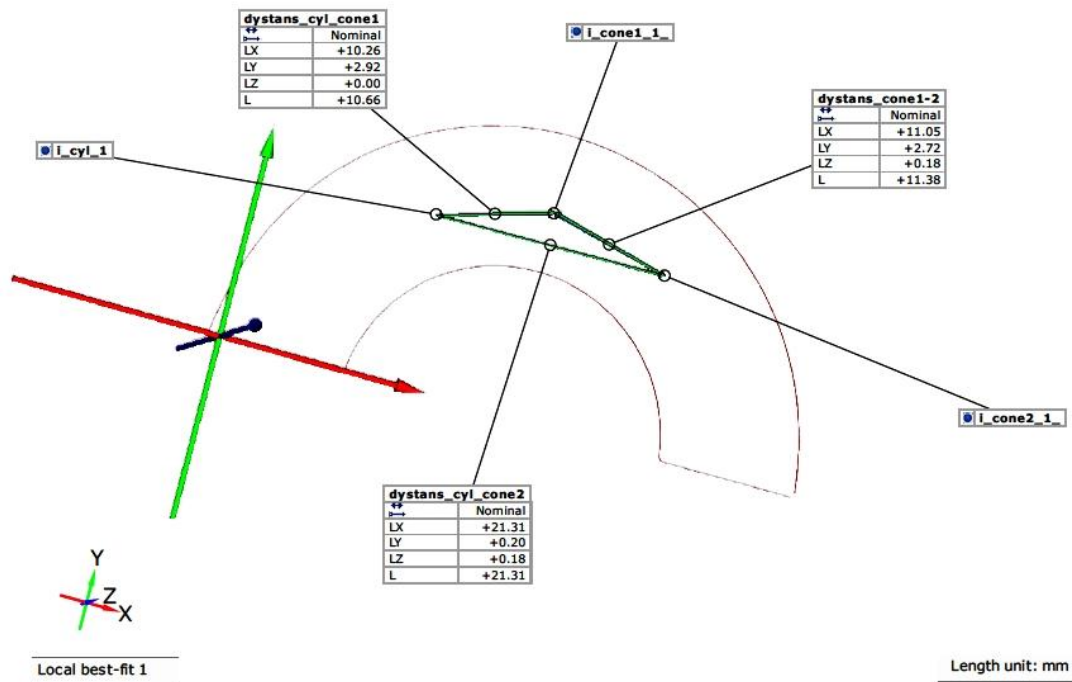 dystans_cyl_cone1
Nominal
LX +10.26
LY +2.92
LZ +0.00
L +10.66
i_cone1_1_
dystans_cone1-2
Nominal
LX +11.05
LY +2.72
LZ +0.18
L +11.38
i_cyl_1
i_cone2_1_
dystans_cyl_cone2
Nominal
LX +21.31
LY +0.20
LZ +0.18
L +21.31
Y
Z
X
Local best-fit 1
Length unit: mm